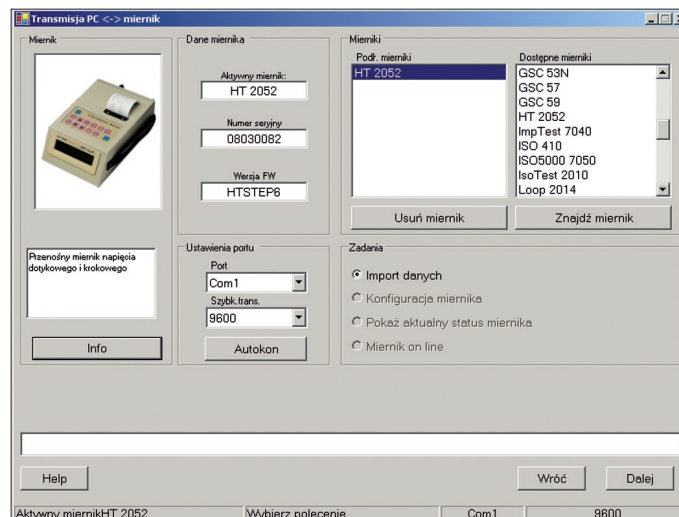 Transmisja PC <-> miernik
Miernik
Przenośny miernik napięcia
dotykowego i krokowego
Info
Dane miernika
Aktywny miernik:
HT 2052
Numer seryjny
08030082
Wersja FW
HTSTEP6
Ustawienia portu
Port
Com1
Szybk.trans.
9600
Autokon
Mierniki
Podł. mierniki
HT 2052
Usuń miernik
Dostępne mierniki
GSC 53N
GSC 57
GSC 59
HT 2052
ImpTest 7040
ISO 410
ISO5000 7050
IsoTest 2010
Loop 2014
Znajdź miernik
Zadania
Import danych
Konfiguracja miernika
Pokaż aktualny status miernika
Miernik on line
Help
Wróć
Dalej
Aktywny miernikHT 2052
Wybierz polecenie
Com1
9600